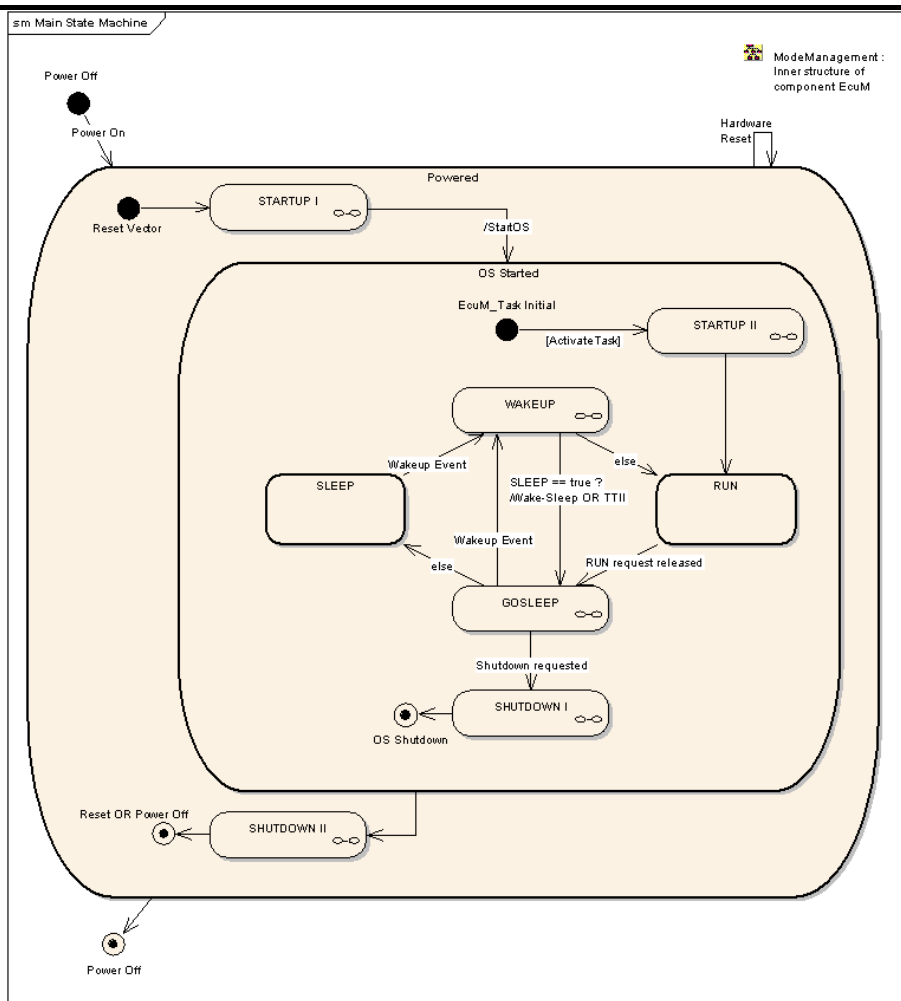 sm Main State Machine
ModeManagement :
Inner structure of
component EcuM
Power Off
Power On
Hardware
Reset
Powered
STARTUP I
Reset Vector
/StartOS
OS Started
EcuM_Task Initial
[ActivateTask]
STARTUP II
WAKEUP
Wakeup Event
else
SLEEP
SLEEP == true ?
/Wake-Sleep OR TTII
RUN
Wakeup Event
else
RUN request released
GOSLEEP
Shutdown requested
SHUTDOWN I
OS Shutdown
Reset OR Power Off
SHUTDOWN II
Power Off